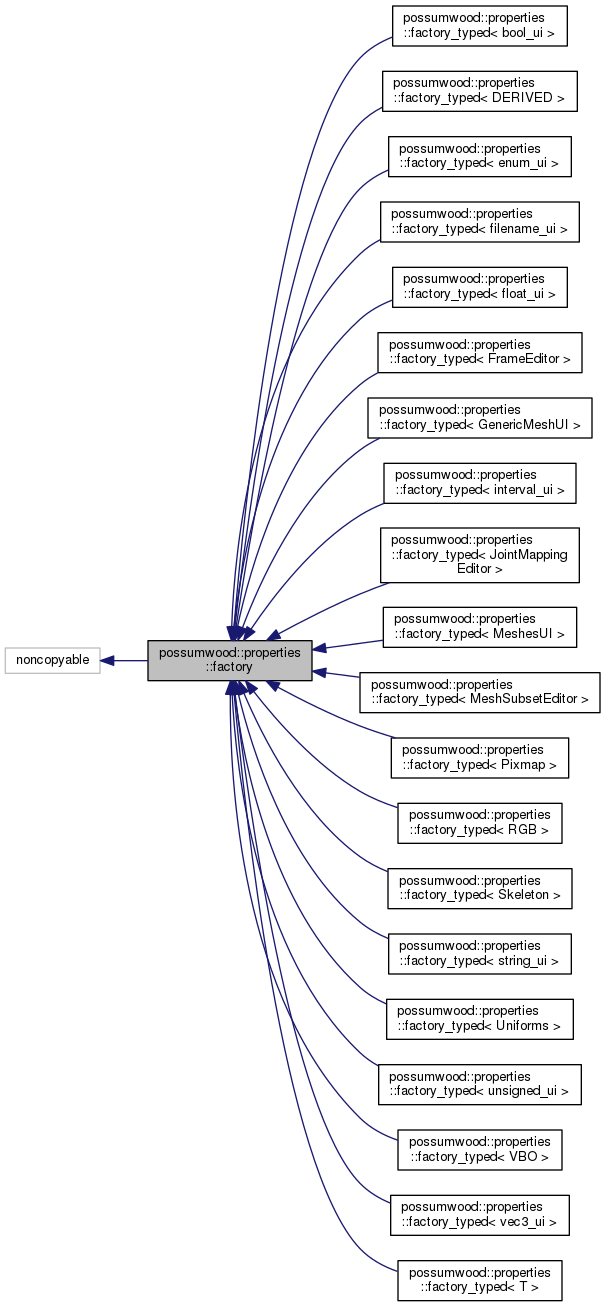 possumwood::properties
::factory_typed< bool_ui >
possumwood::properties
::factory_typed< DERIVED >
possumwood::properties
::factory_typed< enum_ui >
possumwood::properties
::factory_typed< filename_ui >
possumwood::properties
::factory_typed< float_ui >
possumwood::properties
::factory_typed< FrameEditor >
possumwood::properties
::factory_typed< GenericMeshUI >
possumwood::properties
::factory_typed< interval_ui >
possumwood::properties
::factory_typed< JointMapping
Editor >
possumwood::properties
::factory_typed< MeshesUI >
noncopyable
possumwood::properties
::factory
possumwood::properties
::factory_typed< MeshSubsetEditor >
possumwood::properties
::factory_typed< Pixmap >
possumwood::properties
::factory_typed< RGB >
possumwood::properties
::factory_typed< Skeleton >
possumwood::properties
::factory_typed< string_ui >
possumwood::properties
::factory_typed< Uniforms >
possumwood::properties
::factory_typed< unsigned_ui >
possumwood::properties
::factory_typed< VBO >
possumwood::properties
::factory_typed< vec3_ui >
possumwood::properties
::factory_typed< T >